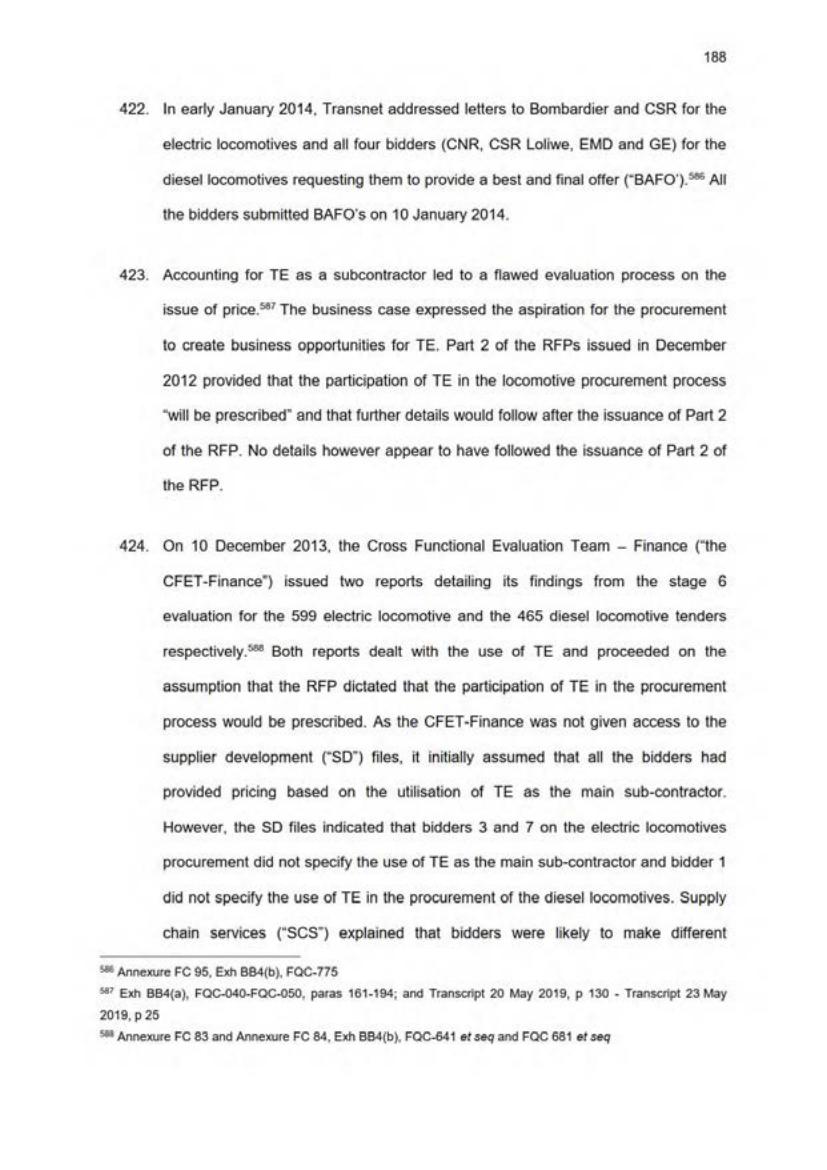 188
422. In early January 2014, Transnet addressed letters to Bombardier and CSR for the
electric locomotives and all four bidders (CNR, CSR Loliwe, EMD and GE) for the
diesel locomotives requesting them to provide a best and final offer (“BAFO’).586 All
the bidders submitted BAFO’s on 10 January 2014.
423. Accounting for TE as a subcontractor led to a flawed evaluation process on the
issue of price.587 The business case expressed the aspiration for the procurement
to create business opportunities for TE. Part 2 of the RFPs issued in December
2012 provided that the participation of TE in the locomotive procurement process
“will be prescribed” and that further details would follow after the issuance of Part 2
of the RFP. No details however appear to have followed the issuance of Part 2 of
the RFP.
424. On 10 December 2013, the Cross Functional Evaluation Team – Finance (“the
CFET-Finance”) issued two reports detailing its findings from the stage 6
evaluation for the 599 electric locomotive and the 465 diesel locomotive tenders
respectively.588 Both reports dealt with the use of TE and proceeded on the
assumption that the RFP dictated that the participation of TE in the procurement
process would be prescribed. As the CFET-Finance was not given access to the
supplier development (“SD”) files, it initially assumed that all the bidders had
provided pricing based on the utilisation of TE as the main sub-contractor.
However, the SD files indicated that bidders 3 and 7 on the electric locomotives
procurement did not specify the use of TE as the main sub-contractor and bidder 1
did not specify the use of TE in the procurement of the diesel locomotives. Supply
chain services (“SCS”) explained that bidders were likely to make different
586 Annexure FC 95, Exh BB4(b), FQC-775
587 Exh BB4(a), FQC-040-FQC-050, paras 161-194; and Transcript 20 May 2019, p 130 - Transcript 23 May
2019, p 25
588 Annexure FC 83 and Annexure FC 84, Exh BB4(b), FQC-641 et seq and FQC 681 et seq